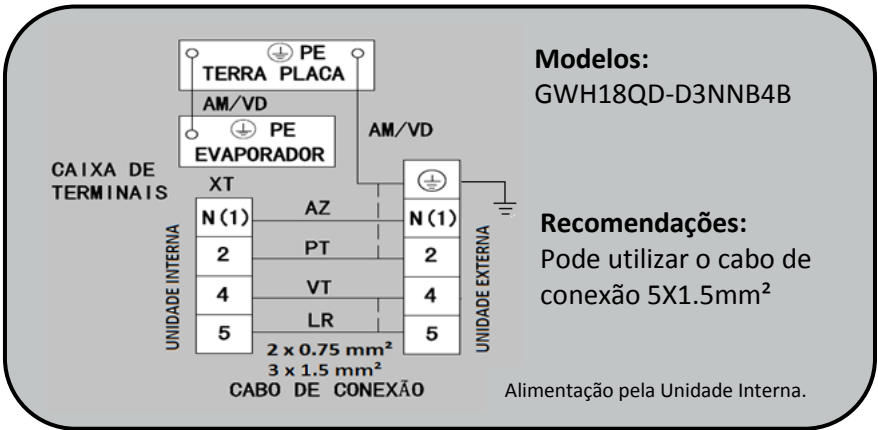 PE
TERRA PLACA
AM/VD
PE
EVAPORADOR
AM/VD
CAIXA DE
TERMINAIS
XT
UNIDADE INTERNA
N(1) AZ N(1)
2 PT 2
4 VT 4
5 LR 5
UNIDADE EXTERNA
2 x 0.75 mm²
3 x 1.5 mm²
CABO DE CONEXÃO
Modelos:
GWH18QD-D3NNB4B
Recomendações:
Pode utilizar o cabo de
conexão 5X1.5mm²
Alimentação pela Unidade Interna.